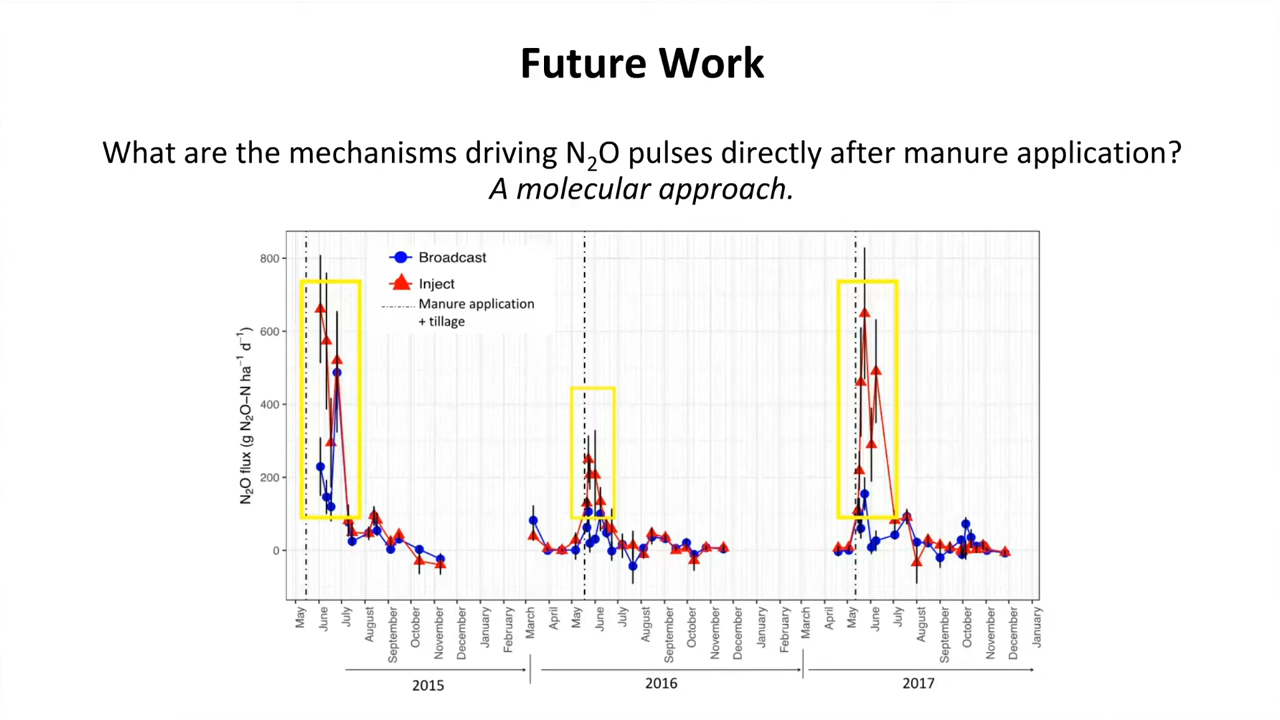 Future Work
What are the mechanisms driving N₂O pulses directly after manure application?
A molecular approach.
Broadcast
Inject
Manure application
+ tillage
N₂O flux (g N₂O–N ha⁻¹ d⁻¹)
800
600
400
200
0
May
June
July
August
September
October
November
December
January
February
March
April
May
June
July
August
September
October
November
December
January
February
March
April
May
June
July
August
September
October
November
December
January
2015
2016
2017